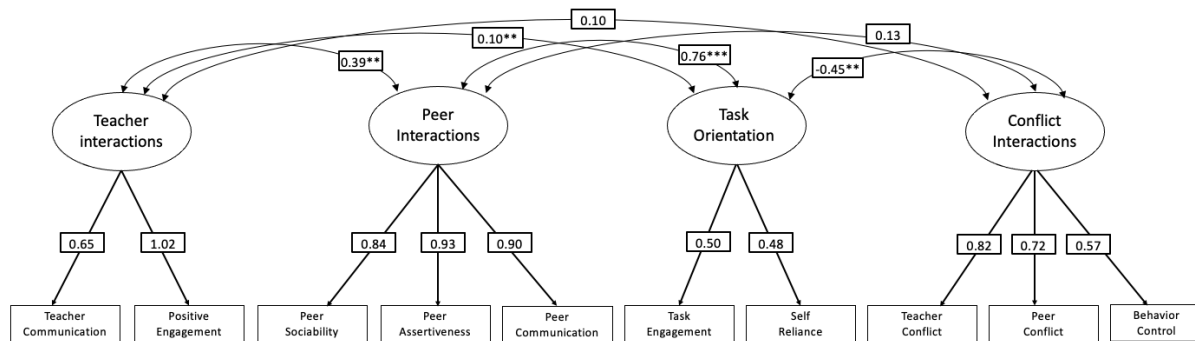 0.10
0.10**
0.13
0.39**
0.76***
-0.45**
Teacher
interactions
Peer
Interactions
Task
Orientation
Conflict
Interactions
0.65
1.02
0.84
0.93
0.90
0.50
0.48
0.82
0.72
0.57
Teacher
Communication
Positive
Engagement
Peer
Sociability
Peer
Assertiveness
Peer
Communication
Task
Engagement
Self
Reliance
Teacher
Conflict
Peer
Conflict
Behavior
Control